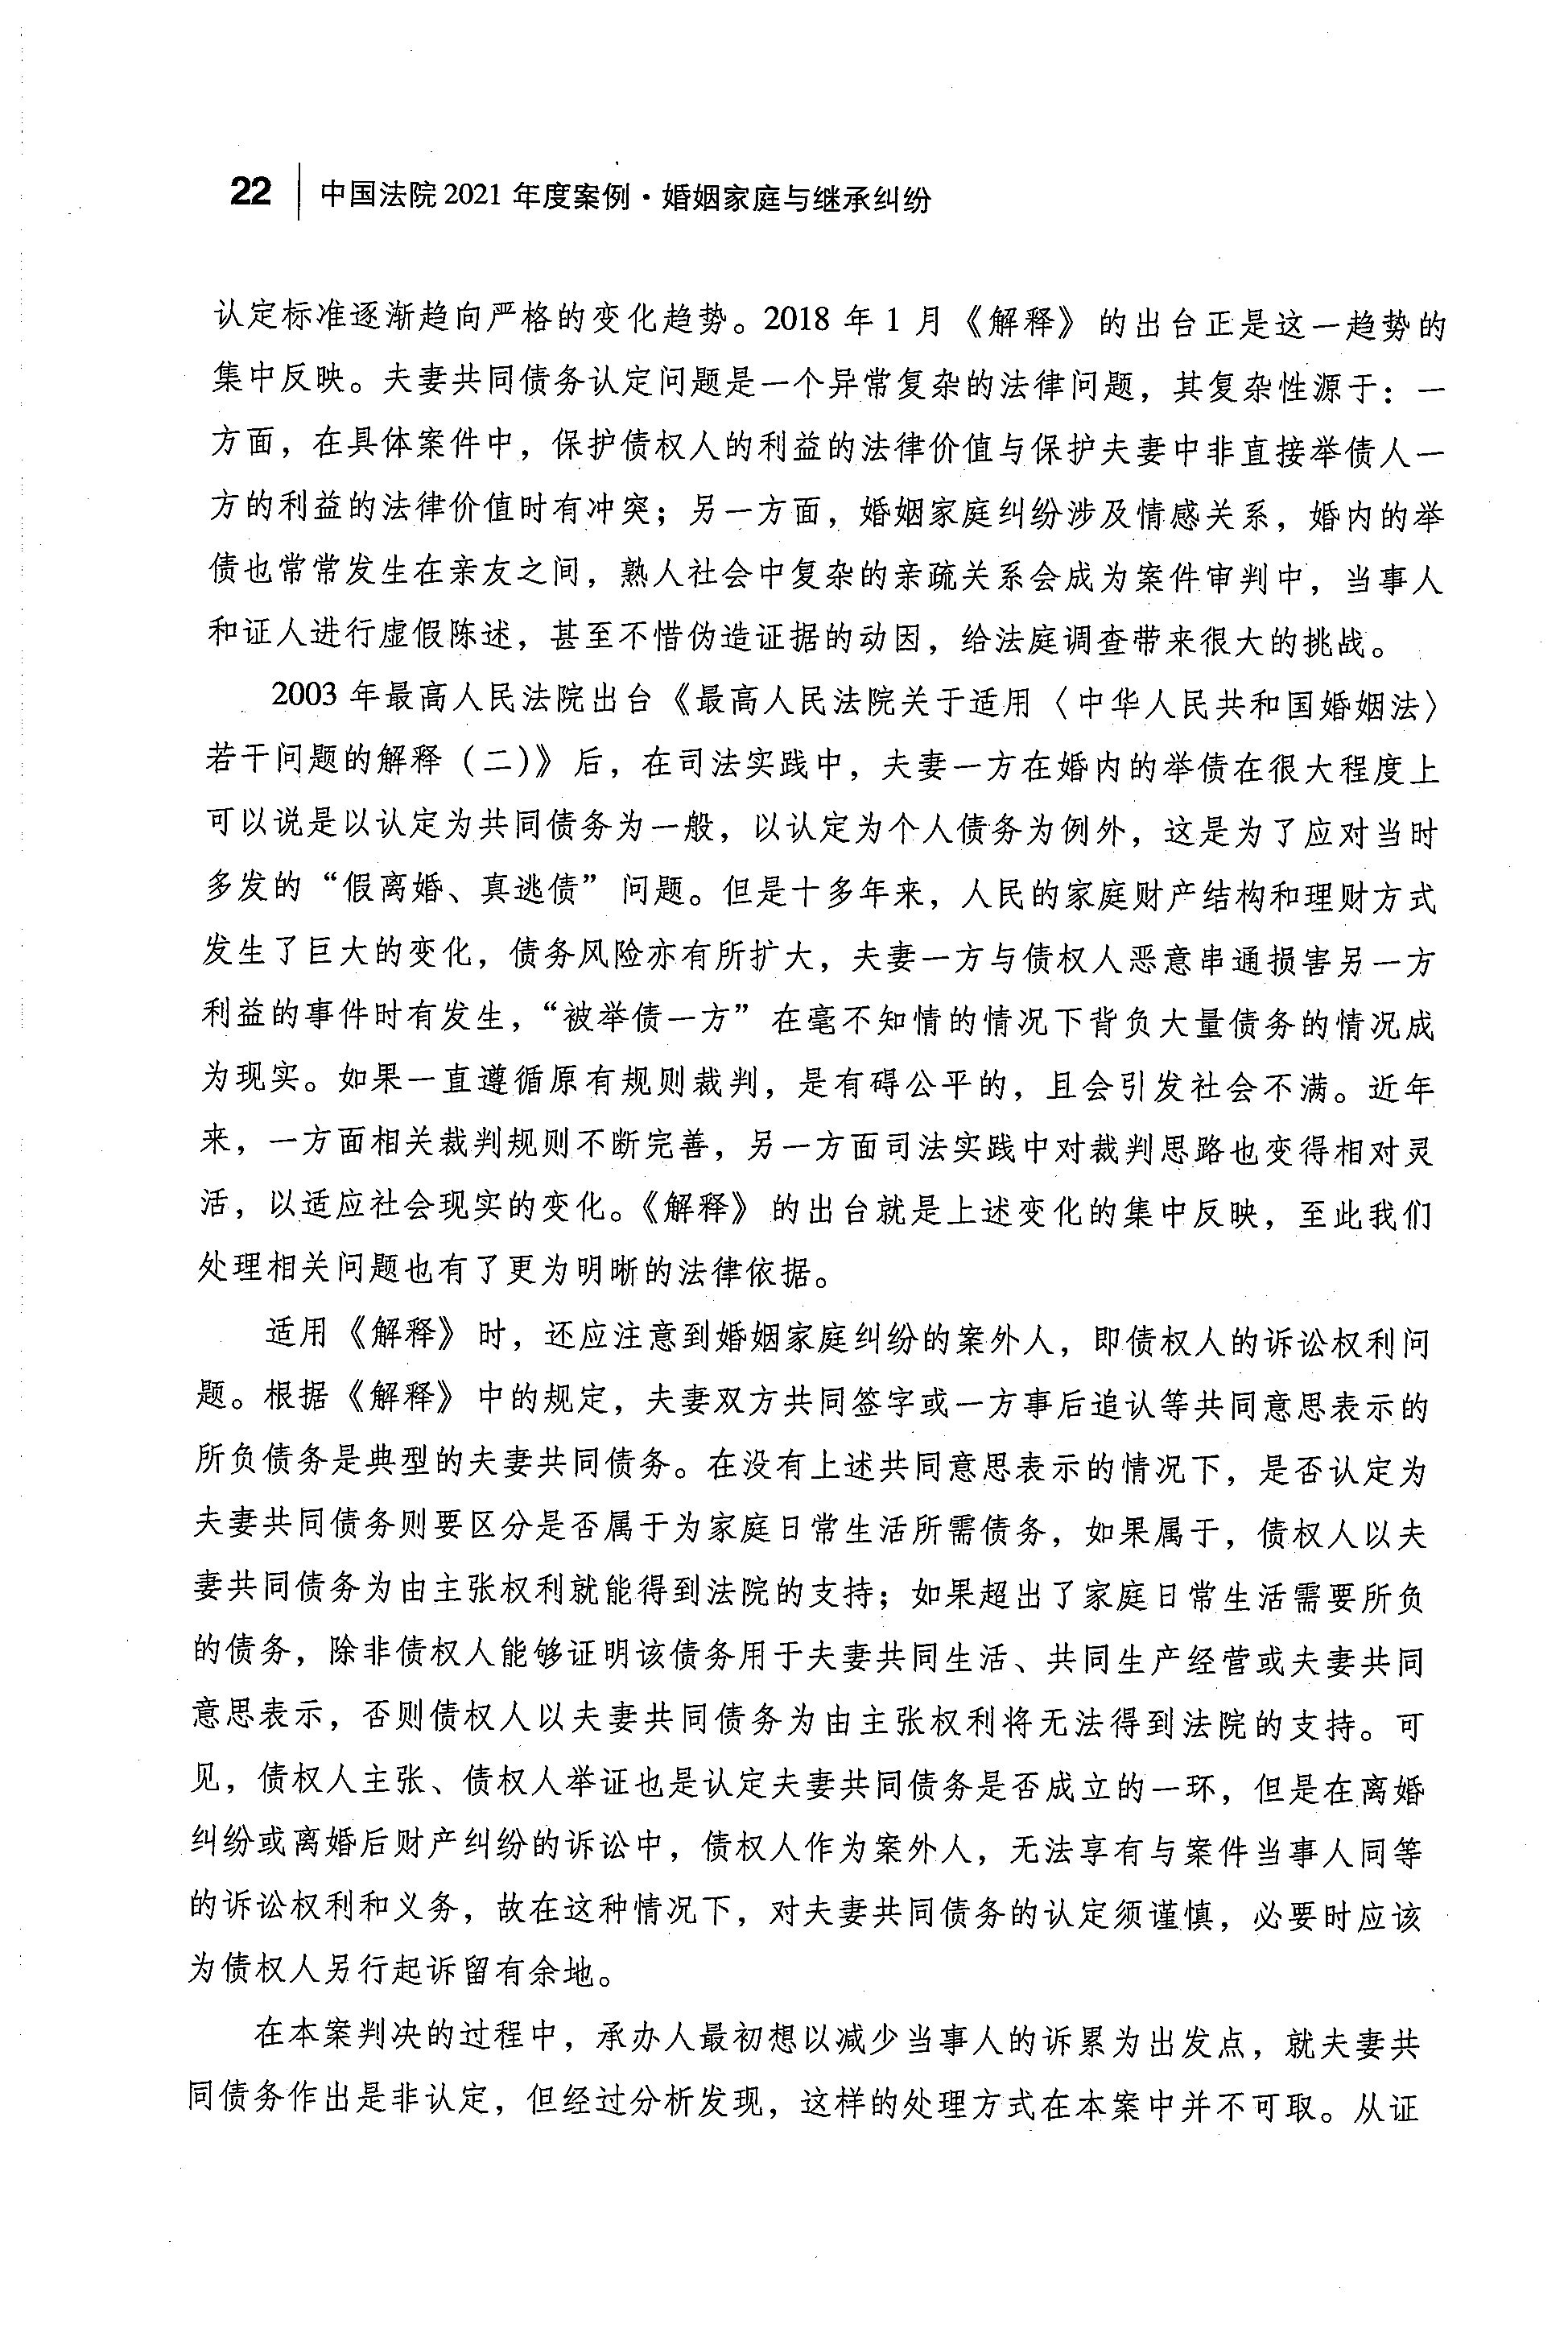 22 中国法院 2021 年度案例·婚姻家庭与继承纠纷
认定标准逐渐趋向严格的变化趋势。2018 年 1 月《解释》的出台正是这一趋势的
集中反映。夫妻共同债务认定问题是一个异常复杂的法律问题，其复杂性源于：一
方面，在具体案件中，保护债权人的利益的法律价值与保护夫妻中非直接举债人一
方的利益的法律价值时有冲突；另一方面，婚姻家庭纠纷涉及情感关系，婚内的举
债也常常发生在亲友之间，熟人社会中复杂的亲疏关系会成为案件审判中，当事人
和证人进行虚假陈述，甚至不惜伪造证据的动因，给法庭调查带来很大的挑战。
2003 年最高人民法院出台《最高人民法院关于适用〈中华人民共和国婚姻法〉
若干问题的解释（二）》后，在司法实践中，夫妻一方在婚内的举债在很大程度上
可以说是以认定为共同债务为一般，以认定为个人债务为例外，这是为了应对当时
多发的“假离婚、真逃债”问题。但是十多年来，人民的家庭财产结构和理财方式
发生了巨大的变化，债务风险亦有所扩大，夫妻一方与债权人恶意串通损害另一方
利益的事件时有发生，“被举债一方”在毫不知情的情况下背负大量债务的情况成
为现实。如果一直遵循原有规则裁判，是有碍公平的，且会引发社会不满。近年
来，一方面相关裁判规则不断完善，另一方面司法实践中对裁判思路也变得相对灵
活，以适应社会现实的变化。《解释》的出台就是上述变化的集中反映，至此我们
处理相关问题也有了更为明晰的法律依据。
适用《解释》时，还应注意到婚姻家庭纠纷的案外人，即债权人的诉讼权利问
题。根据《解释》中的规定，夫妻双方共同签字或一方事后追认等共同意思表示的
所负债务是典型的夫妻共同债务。在没有上述共同意思表示的情况下，是否认定为
夫妻共同债务则要区分是否属于为家庭日常生活所需债务，如果属于，债权人以夫
妻共同债务为由主张权利就能得到法院的支持；如果超出了家庭日常生活需要所负
的债务，除非债权人能够证明该债务用于夫妻共同生活、共同生产经营或夫妻共同
意思表示，否则债权人以夫妻共同债务为由主张权利将无法得到法院的支持。可
见，债权人主张、债权人举证也是认定夫妻共同债务是否成立的一环，但是在离婚
纠纷或离婚后财产纠纷的诉讼中，债权人作为案外人，无法享有与案件当事人同等
的诉讼权利和义务，故在这种情况下，对夫妻共同债务的认定须谨慎，必要时应该
为债权人另行起诉留有余地。
在本案判决的过程中，承办人最初想以减少当事人的诉累为出发点，就夫妻共
同债务作出是非认定，但经过分析发现，这样的处理方式在本案中并不可取。从证